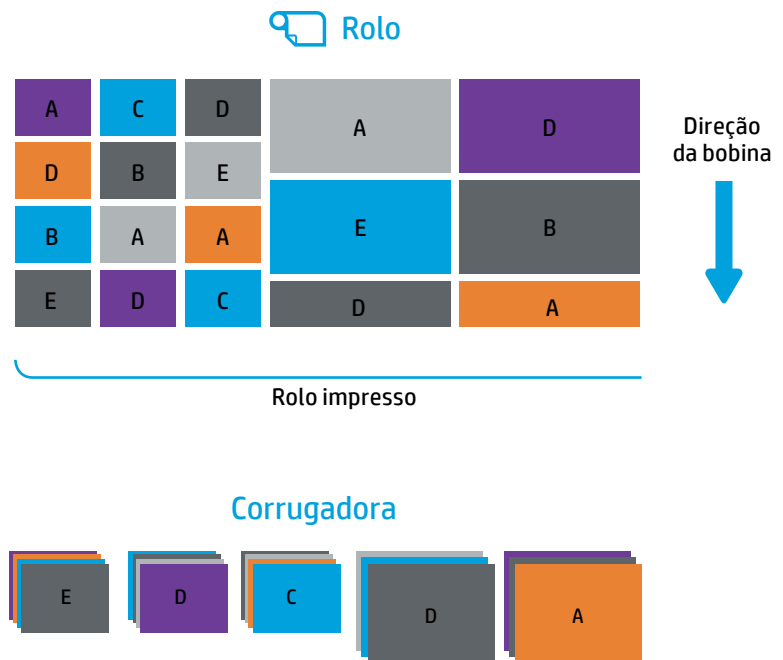 Rolo
A C D A D
D B E
B A A E B
E D C D A
Direção
da bobina
Rolo impresso
Corrugadora
E D C D A